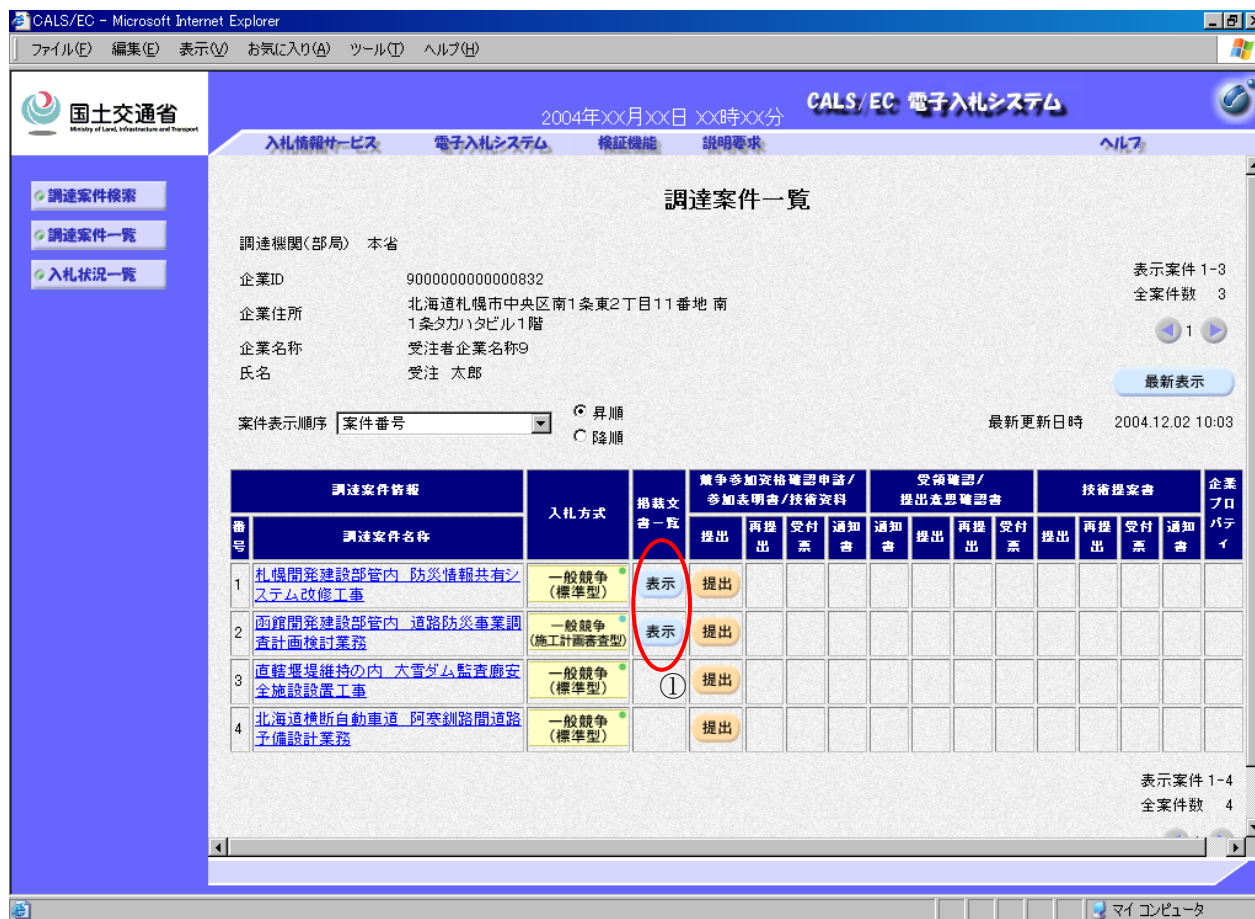 CALS/EC - Microsoft Internet Explorer
ファイル(F) 編集(E) 表示(V) お気に入り(A) ツール(T) ヘルプ(H)
国土交通省
Ministry of Land, Infrastructure and Transport
2004年XX月XX日 XX時XX分
CALS/EC 電子入札システム
入札情報サービス 電子入札システム 検証機能 説明要求 ヘルプ
調達案件検索
調達案件一覧
入札状況一覧
調達案件一覧
調達機関(部局) 本省
企業ID 9000000000000832
企業住所 北海道札幌市中央区南1条東2丁目11番地 南
1条タカハタビル1階
企業名称 受注者企業名称9
氏名 受注 太郎
表示案件 1-3
全案件数 3
1
最新表示
案件表示順序 案件番号
昇順
降順
最新更新日時 2004.12.02 10:03
調達案件情報 入札方式 掲載文書一覧 競争参加資格確認申請/参加表明書/技術資料 受領確認/提出意思確認書 技術提案書 企業プロパティ
番号 調達案件名称 提出 再提出 受付票 通知書 通知書 提出 再提出 受付票 提出 再提出 受付票 通知書
1 札幌開発建設部管内 防災情報共有システム改修工事 一般競争(標準型) 表示 提出
2 函館開発建設部管内 道路防災事業調査計画検討業務 一般競争(施工計画審査型) 表示 提出
3 直轄堰堤維持の内 大雪ダム監査廊安全施設設置工事 一般競争(標準型) 提出
①
4 北海道横断自動車道 阿寒釧路間道路予備設計業務 一般競争(標準型) 提出
表示案件 1-4
全案件数 4
マイ コンピュータ